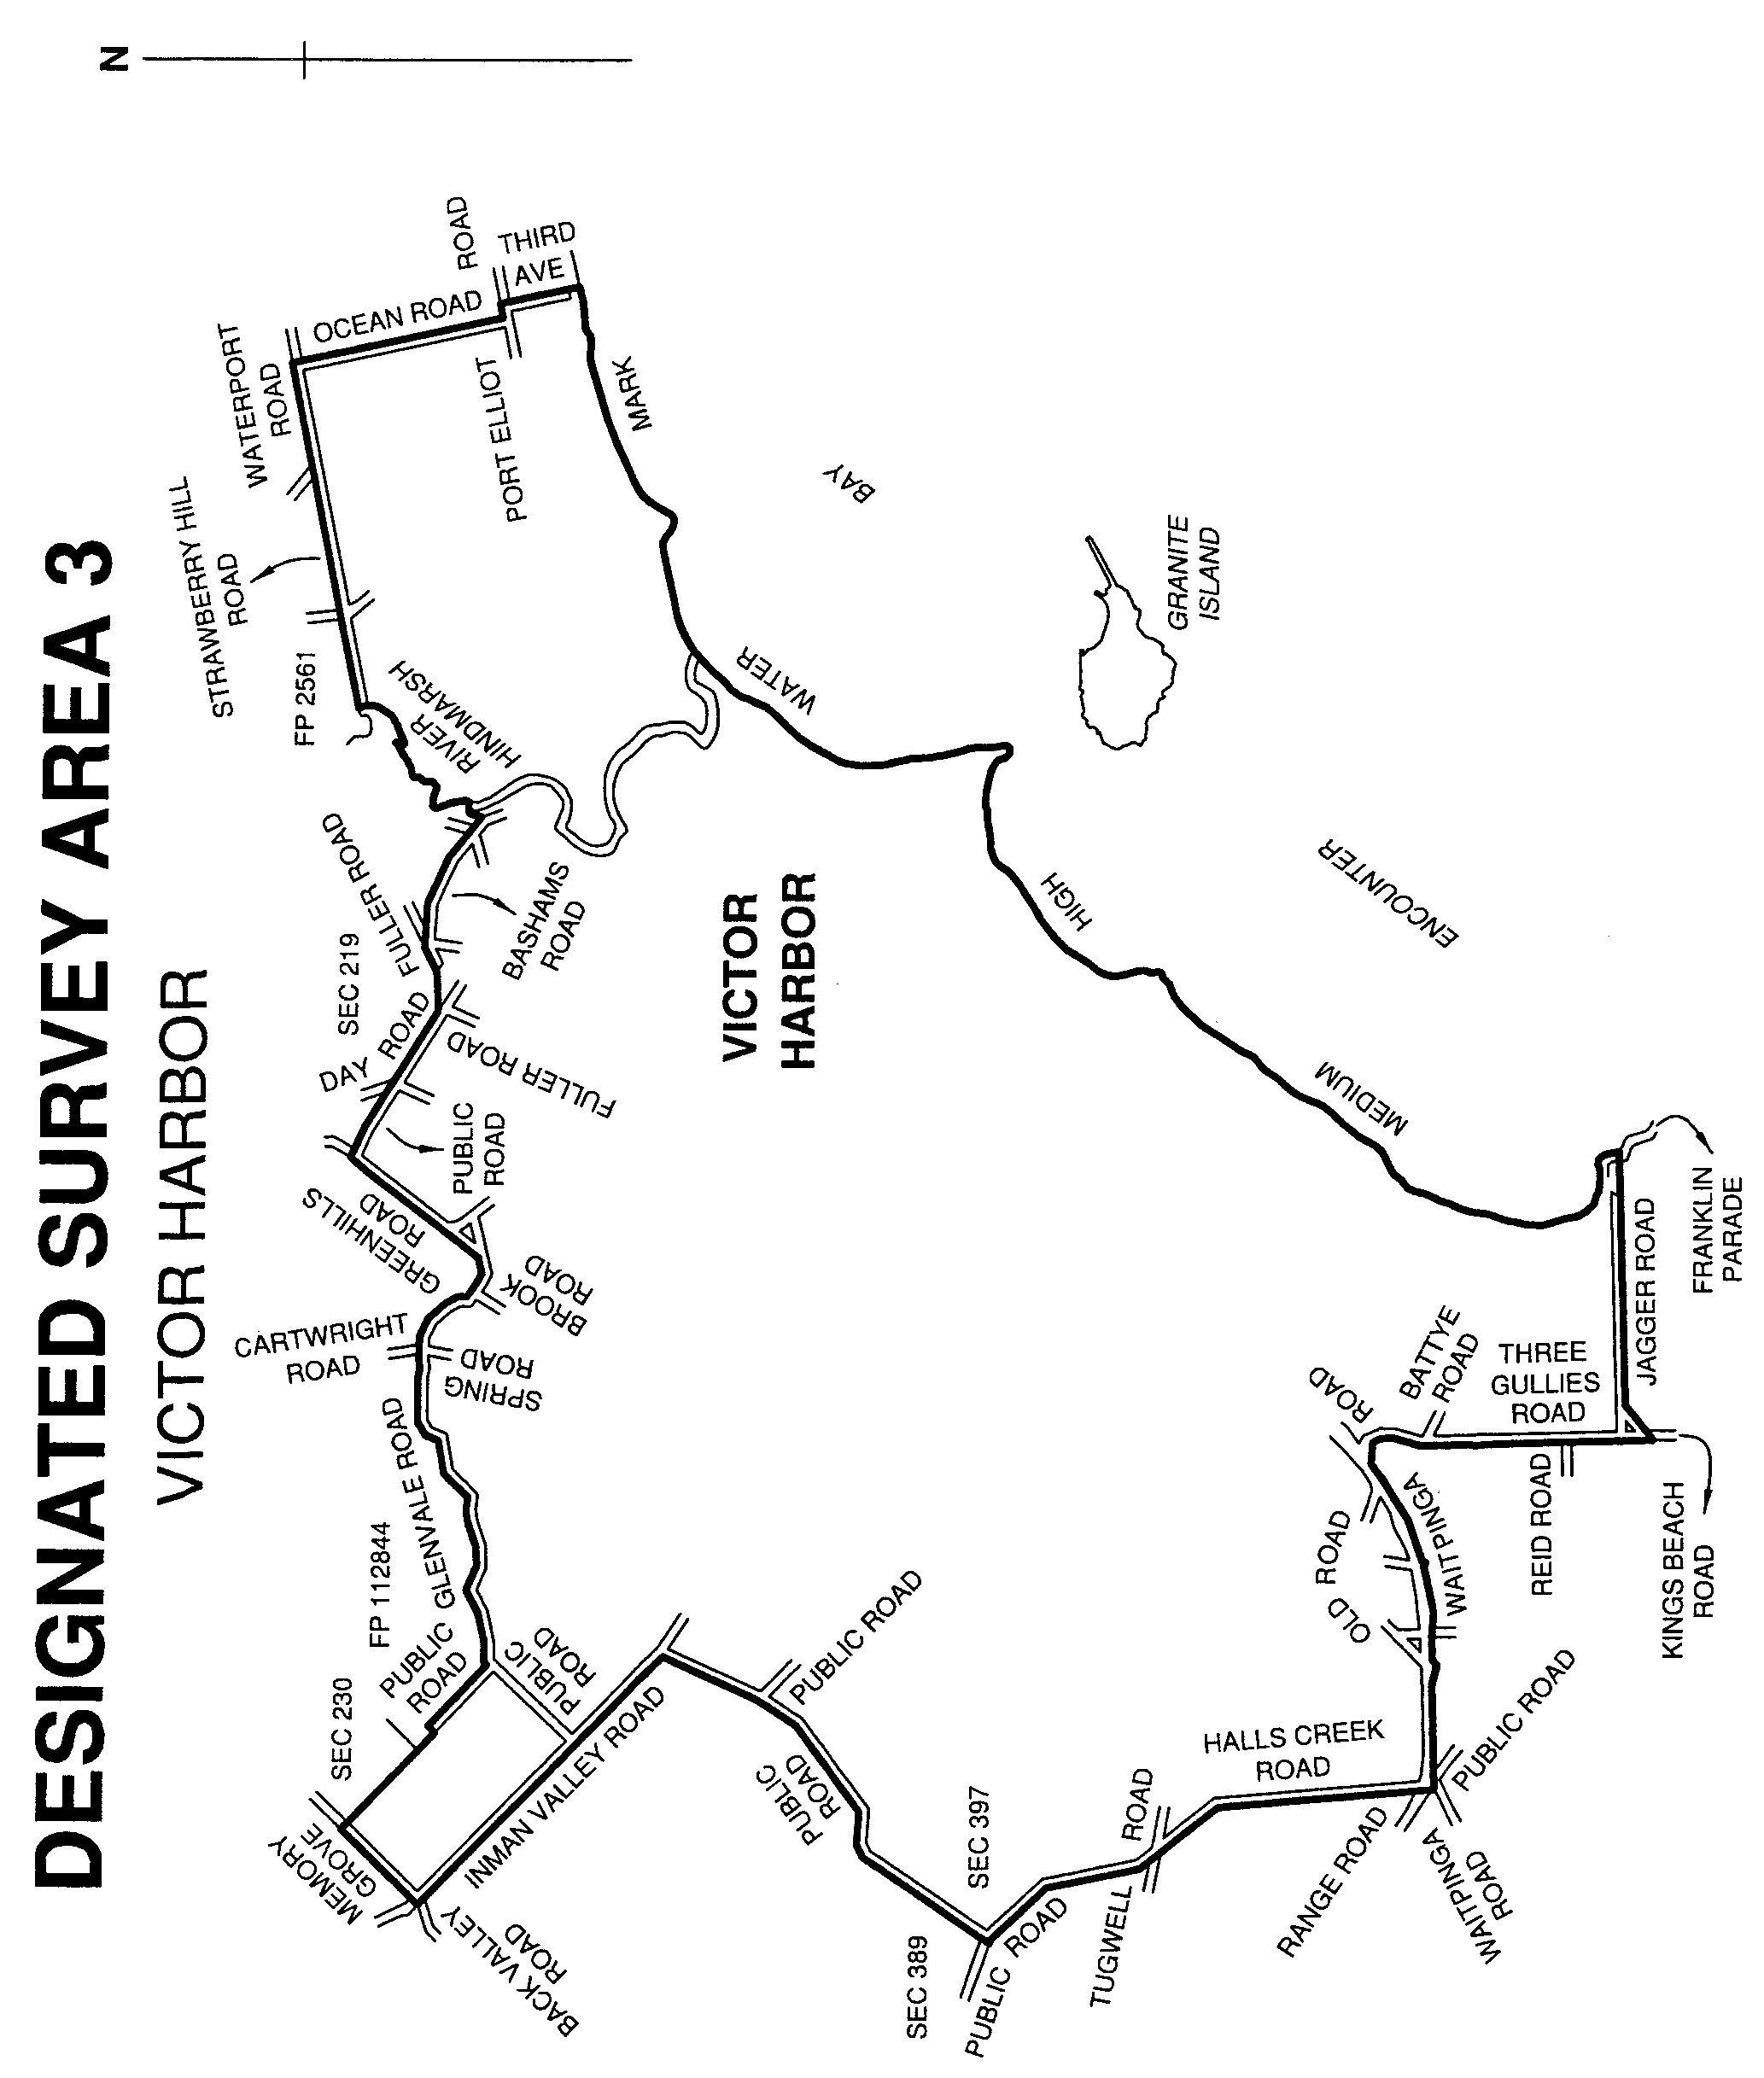 DESIGNATED SURVEY AREA 3
VICTOR HARBOR
N
STRAWBERRY HILL
ROAD
WATERPORT
ROAD
OCEAN ROAD
ROAD
THIRD
AVE
PORT ELLIOT
FP 2561
RIVER
HINDMARSH
FULLER ROAD
SEC 219
BASHAMS
ROAD
DAY ROAD
FULLER ROAD
PUBLIC
ROAD
GREENHILLS
ROAD
BROOK
ROAD
CARTWRIGHT
ROAD
SPRING
ROAD
GLENVALE ROAD
FP 112844
PUBLIC
ROAD
PUBLIC
ROAD
SEC 230
MEMORY
GROVE
INMAN VALLEY ROAD
BACK VALLEY
ROAD
PUBLIC ROAD
PUBLIC
ROAD
SEC 397
SEC 389
PUBLIC ROAD
TUGWELL ROAD
HALLS CREEK
ROAD
RANGE ROAD
WAITPINGA
ROAD
PUBLIC ROAD
OLD ROAD
WAITPINGA
ROAD
BATTYE
ROAD
THREE
GULLIES
ROAD
REID ROAD
KINGS BEACH
ROAD
JAGGER ROAD
FRANKLIN
PARADE
VICTOR
HARBOR
MEDIUM
HIGH
WATER
MARK
ENCOUNTER
BAY
GRANITE
ISLAND